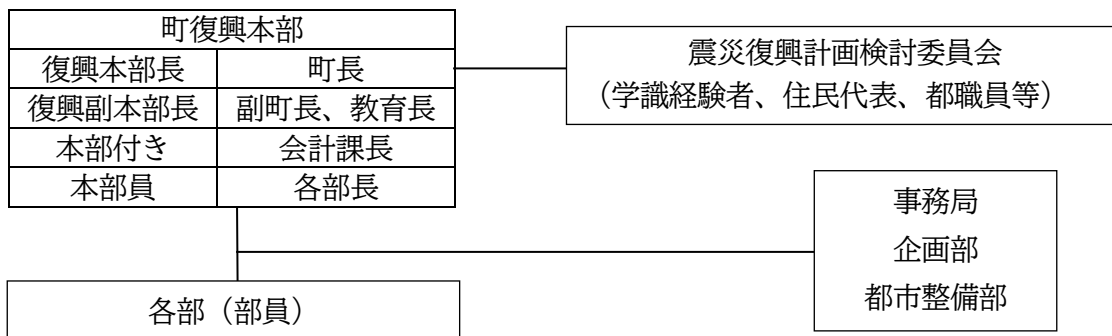 町復興本部
復興本部長 町長
復興副本部長 副町長、教育長
本部付き 会計課長
本部員 各部長
震災復興計画検討委員会
（学識経験者、住民代表、都職員等）
事務局
企画部
都市整備部
各部（部員）